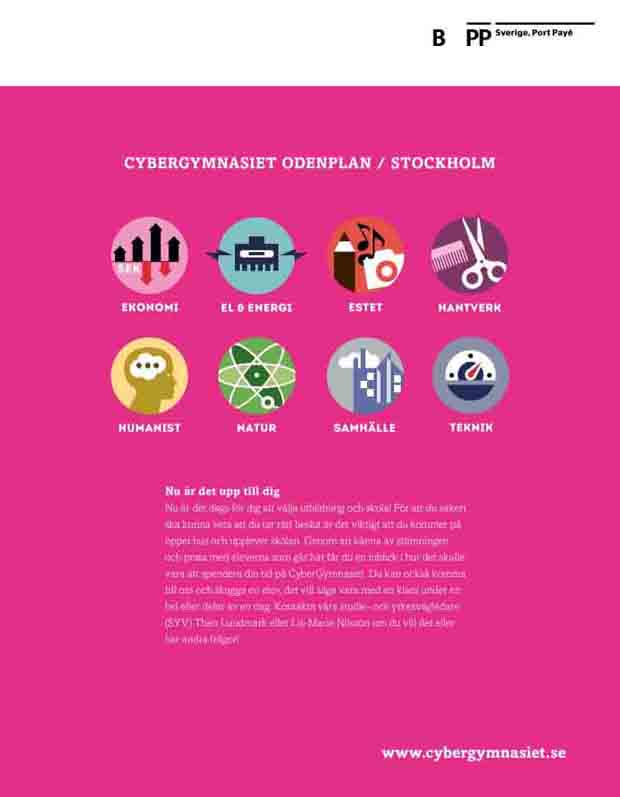 B PP Sverige, Port Payé
CYBERGYMNASIET ODENPLAN / STOCKHOLM
SEK
EKONOMI EL & ENERGI ESTET HANTVERK
HUMANIST NATUR SAMHÄLLE TEKNIK
Nu är det upp till dig
Nu är det dags för dig att välja utbildning och skola! För att du säkert
ska kunna veta att du tar rätt beslut är det viktigt att du kommer på
öppet hus och upplever skolan. Genom att känna av stämningen
och prata med eleverna som går här får du en inblick i hur det skulle
vara att spendera din tid på CyberGymnasiet. Du kan också komma
till oss och skugga en elev, det vill säga vara med en klass under en
hel eller delar av en dag. Kontakta våra studie- och yrkesvägledare
(SYV) Lundmark eller Lis-Marie Nilsson om du vill det eller
har andra frågor!
www.cybergymnasiet.se